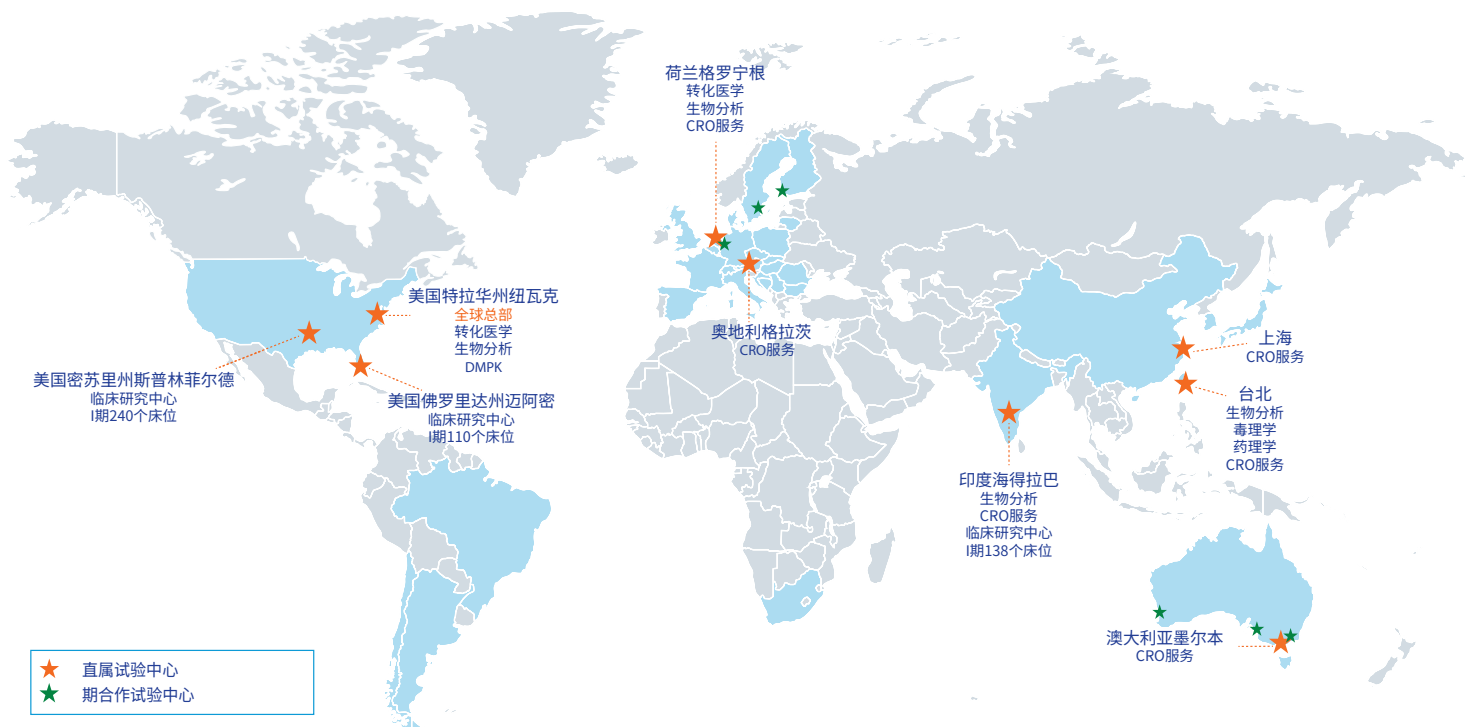 荷兰格罗宁根
转化医学
生物分析
CRO服务
美国特拉华州纽瓦克
全球总部
转化医学
生物分析
DMPK
美国密苏里州斯普林菲尔德
临床研究中心
I期240个床位
美国佛罗里达州迈阿密
临床研究中心
I期110个床位
奥地利格拉茨
CRO服务
上海
CRO服务
台北
生物分析
毒理学
药理学
CRO服务
印度海得拉巴
生物分析
CRO服务
临床研究中心
I期138个床位
澳大利亚墨尔本
CRO服务
直属试验中心
期合作试验中心